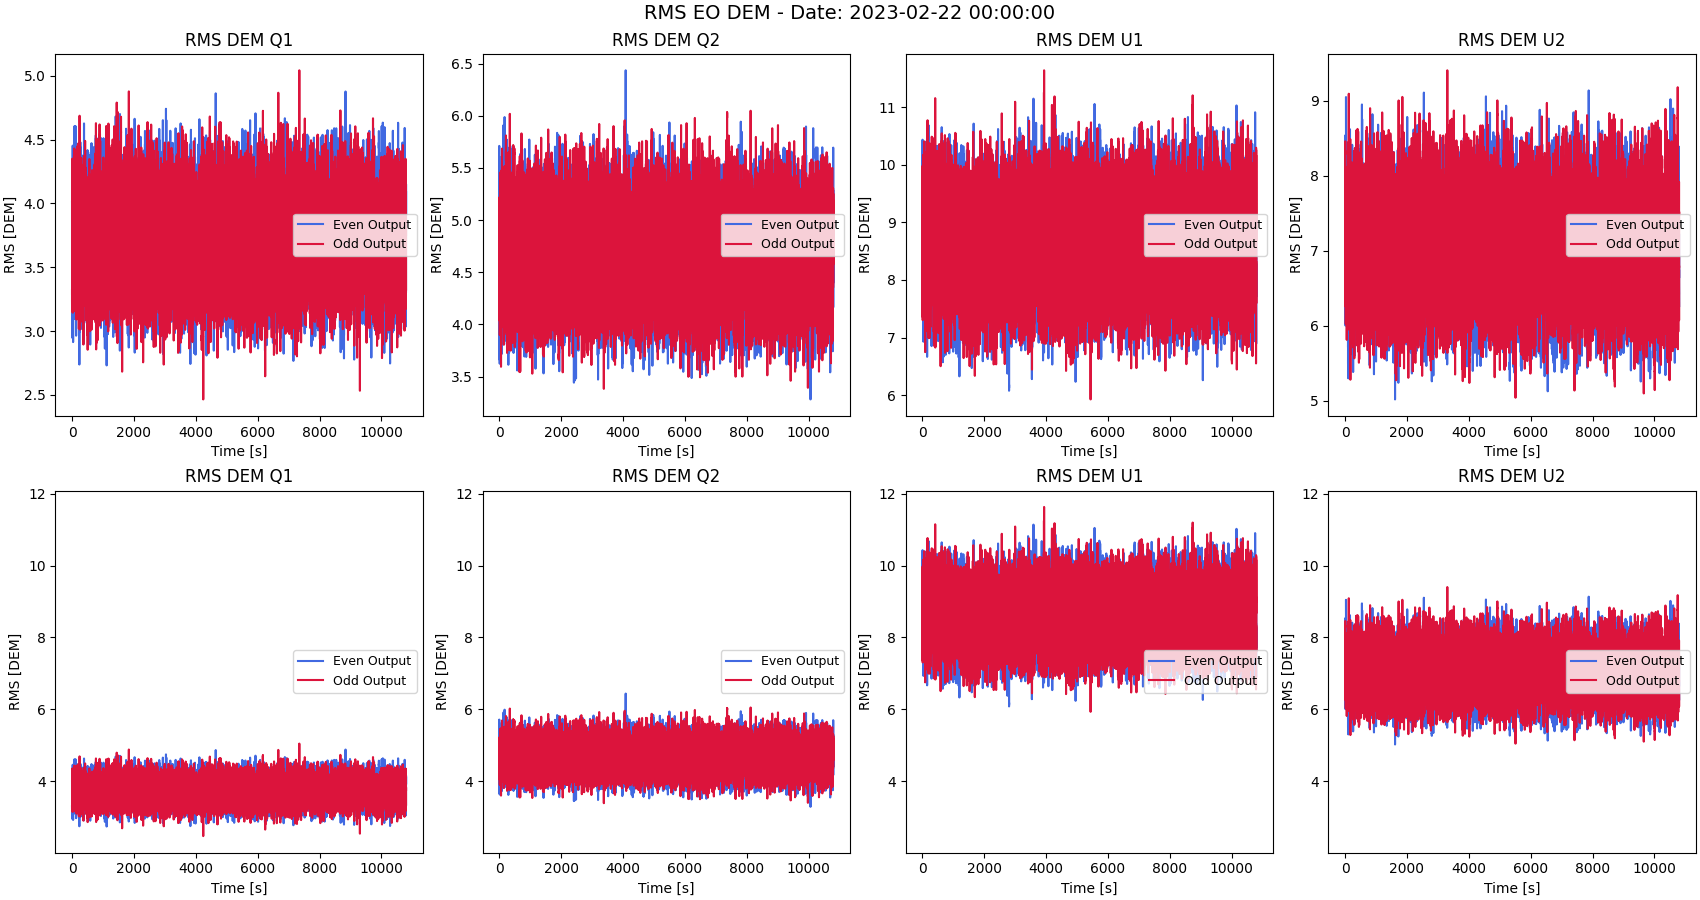 RMS EO DEM - Date: 2023-02-22 00:00:00
RMS DEM Q1
RMS DEM Q2
RMS DEM U1
RMS DEM U2
RMS [DEM]
5.0
4.5
4.0
3.5
3.0
2.5
Even Output
Odd Output
0 2000 4000 6000 8000 10000
Time [s]
RMS [DEM]
6.5
6.0
5.5
5.0
4.5
4.0
3.5
Even Output
Odd Output
0 2000 4000 6000 8000 10000
Time [s]
RMS [DEM]
11
10
9
8
7
6
Even Output
Odd Output
0 2000 4000 6000 8000 10000
Time [s]
RMS [DEM]
9
8
7
6
5
Even Output
Odd Output
0 2000 4000 6000 8000 10000
Time [s]
RMS DEM Q1
RMS DEM Q2
RMS DEM U1
RMS DEM U2
RMS [DEM]
12
10
8
6
4
Even Output
Odd Output
0 2000 4000 6000 8000 10000
Time [s]
RMS [DEM]
12
10
8
6
4
Even Output
Odd Output
0 2000 4000 6000 8000 10000
Time [s]
RMS [DEM]
12
10
8
6
4
Even Output
Odd Output
0 2000 4000 6000 8000 10000
Time [s]
RMS [DEM]
12
10
8
6
4
Even Output
Odd Output
0 2000 4000 6000 8000 10000
Time [s]